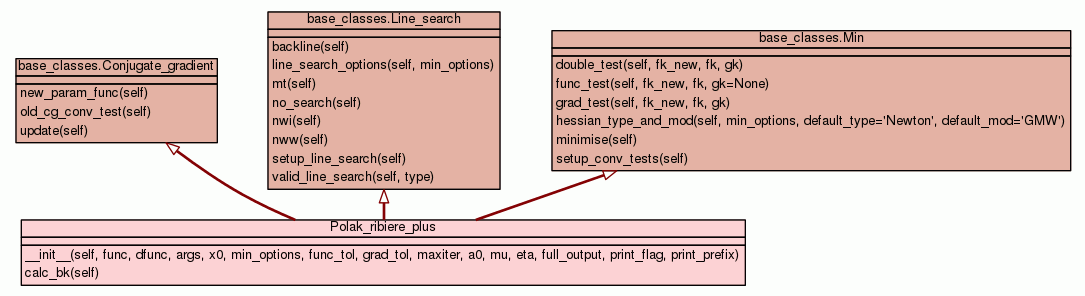 base_classes.Conjugate_gradient
new_param_func(self)
old_cg_conv_test(self)
update(self)
base_classes.Line_search
backline(self)
line_search_options(self, min_options)
mt(self)
no_search(self)
nwi(self)
nww(self)
setup_line_search(self)
valid_line_search(self, type)
base_classes.Min
double_test(self, fk_new, fk, gk)
func_test(self, fk_new, fk, gk=None)
grad_test(self, fk_new, fk, gk)
hessian_type_and_mod(self, min_options, default_type='Newton', default_mod='GMW')
minimise(self)
setup_conv_tests(self)
Polak_ribiere_plus
__init__(self, func, dfunc, args, x0, min_options, func_tol, grad_tol, maxiter, a0, mu, eta, full_output, print_flag, print_prefix)
calc_bk(self)